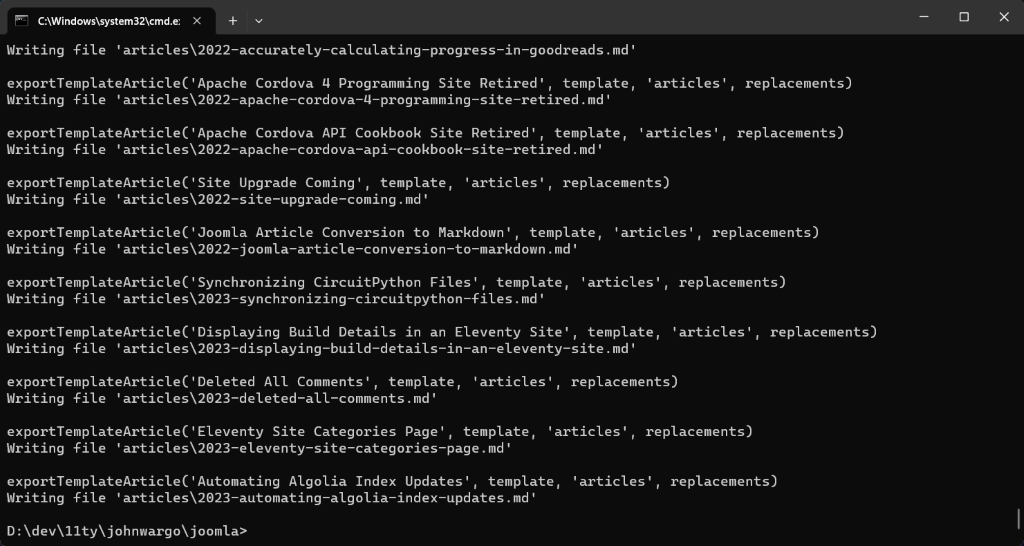 C:\Windows\system32\cmd.e:
Writing file 'articles\2022-accurately-calculating-progress-in-goodreads.md'
exportTemplateArticle('Apache Cordova 4 Programming Site Retired', template, 'articles', replacements)
Writing file 'articles\2022-apache-cordova-4-programming-site-retired.md'
exportTemplateArticle('Apache Cordova API Cookbook Site Retired', template, 'articles', replacements)
Writing file 'articles\2022-apache-cordova-api-cookbook-site-retired.md'
exportTemplateArticle('Site Upgrade Coming', template, 'articles', replacements)
Writing file 'articles\2022-site-upgrade-coming.md'
exportTemplateArticle('Joomla Article Conversion to Markdown', template, 'articles', replacements)
Writing file 'articles\2022-joomla-article-conversion-to-markdown.md'
exportTemplateArticle('Synchronizing CircuitPython Files', template, 'articles', replacements)
Writing file 'articles\2023-synchronizing-circuitpython-files.md'
exportTemplateArticle('Displaying Build Details in an Eleventy Site', template, 'articles', replacements)
Writing file 'articles\2023-displaying-build-details-in-an-eleventy-site.md'
exportTemplateArticle('Deleted All Comments', template, 'articles', replacements)
Writing file 'articles\2023-deleted-all-comments.md'
exportTemplateArticle('Eleventy Site Categories Page', template, 'articles', replacements)
Writing file 'articles\2023-eleventy-site-categories-page.md'
exportTemplateArticle('Automating Algolia Index Updates', template, 'articles', replacements)
Writing file 'articles\2023-automating-algolia-index-updates.md'
D:\dev\11ty\johnwargo\joomla>